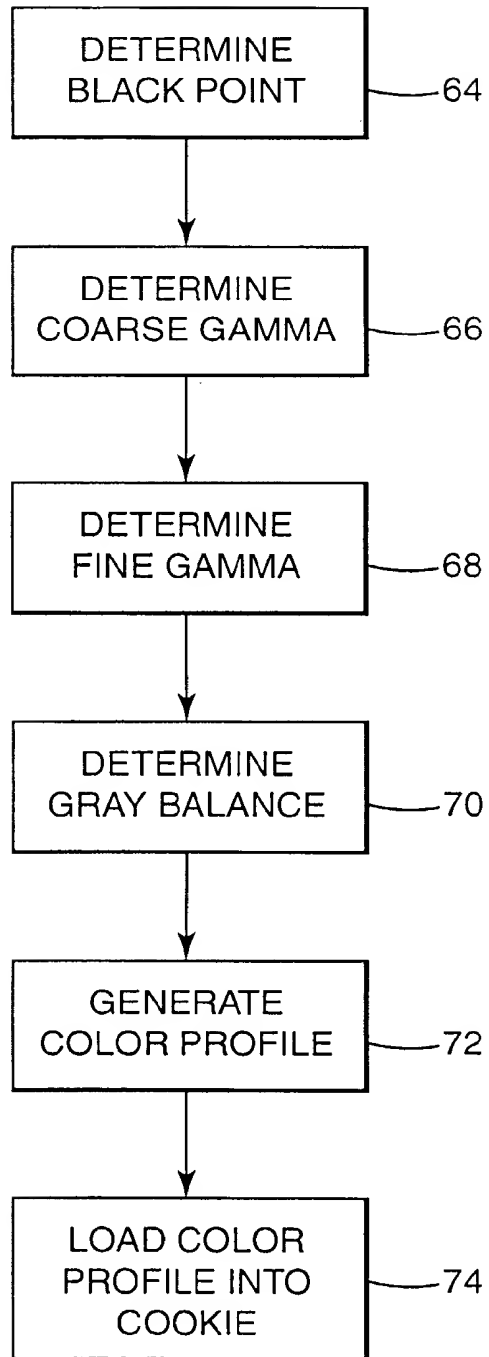 DETERMINE
BLACK POINT
64
DETERMINE
COARSE GAMMA
66
DETERMINE
FINE GAMMA
68
DETERMINE
GRAY BALANCE
70
GENERATE
COLOR PROFILE
72
LOAD COLOR
PROFILE INTO
COOKIE
74